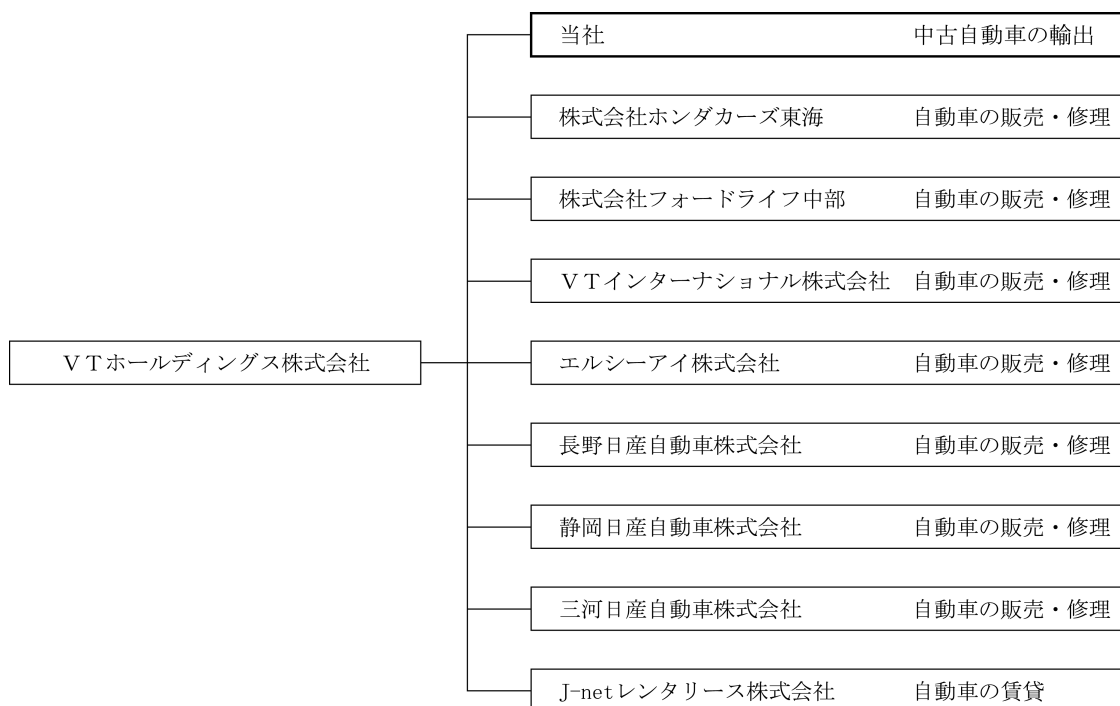 当社 中古自動車の輸出
株式会社ホンダカーズ東海 自動車の販売・修理
株式会社フォードライフ中部 自動車の販売・修理
ＶＴインターナショナル株式会社 自動車の販売・修理
ＶＴホールディングス株式会社
エルシーアイ株式会社 自動車の販売・修理
長野日産自動車株式会社 自動車の販売・修理
静岡日産自動車株式会社 自動車の販売・修理
三河日産自動車株式会社 自動車の販売・修理
J-netレンタリース株式会社 自動車の賃貸